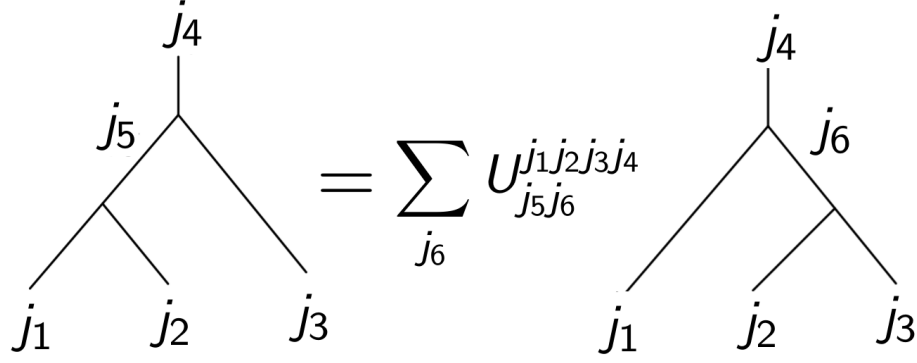 j₄ j₄
j₅ j₆
= ∑ U^{j₁j₂j₃j₄}_{j₅j₆}
j₆
j₁ j₂ j₃ j₁ j₂ j₃